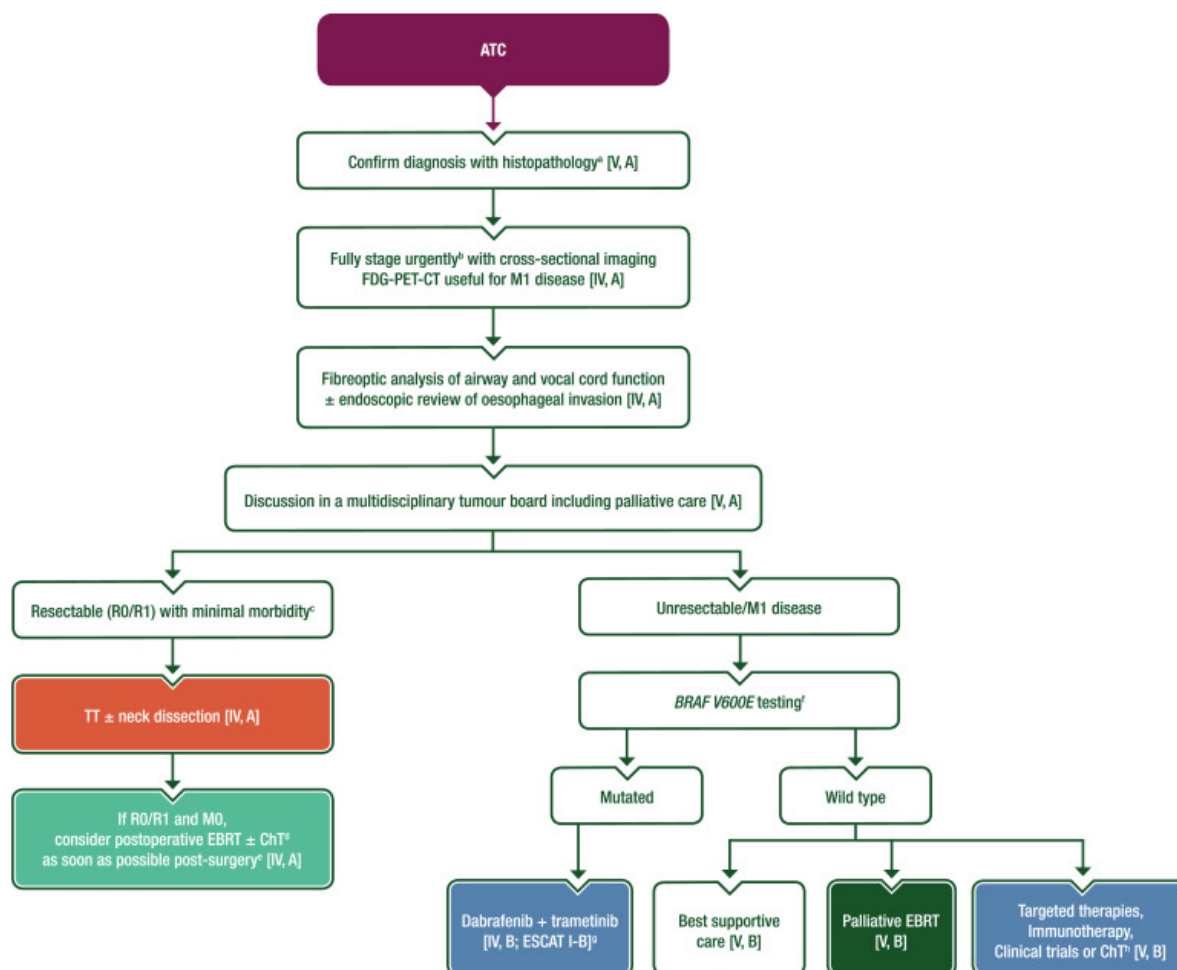 ATC
Confirm diagnosis with histopathologyᵃ [V, A]
Fully stage urgentlyᵇ with cross-sectional imaging
FDG-PET-CT useful for M1 disease [IV, A]
Fibreoptic analysis of airway and vocal cord function
± endoscopic review of oesophageal invasion [IV, A]
Discussion in a multidisciplinary tumour board including palliative care [V, A]
Resectable (R0/R1) with minimal morbidityᶜ
Unresectable/M1 disease
TT ± neck dissection [IV, A]
BRAF V600E testingᶠ
If R0/R1 and M0,
consider postoperative EBRT ± ChTᵈ
as soon as possible post-surgeryᵉ [IV, A]
Mutated
Wild type
Dabrafenib + trametinib
[IV, B; ESCAT I-B]ᵍ
Best supportive
care [V, B]
Palliative EBRT
[V, B]
Targeted therapies,
Immunotherapy,
Clinical trials or ChTʰ [V, B]